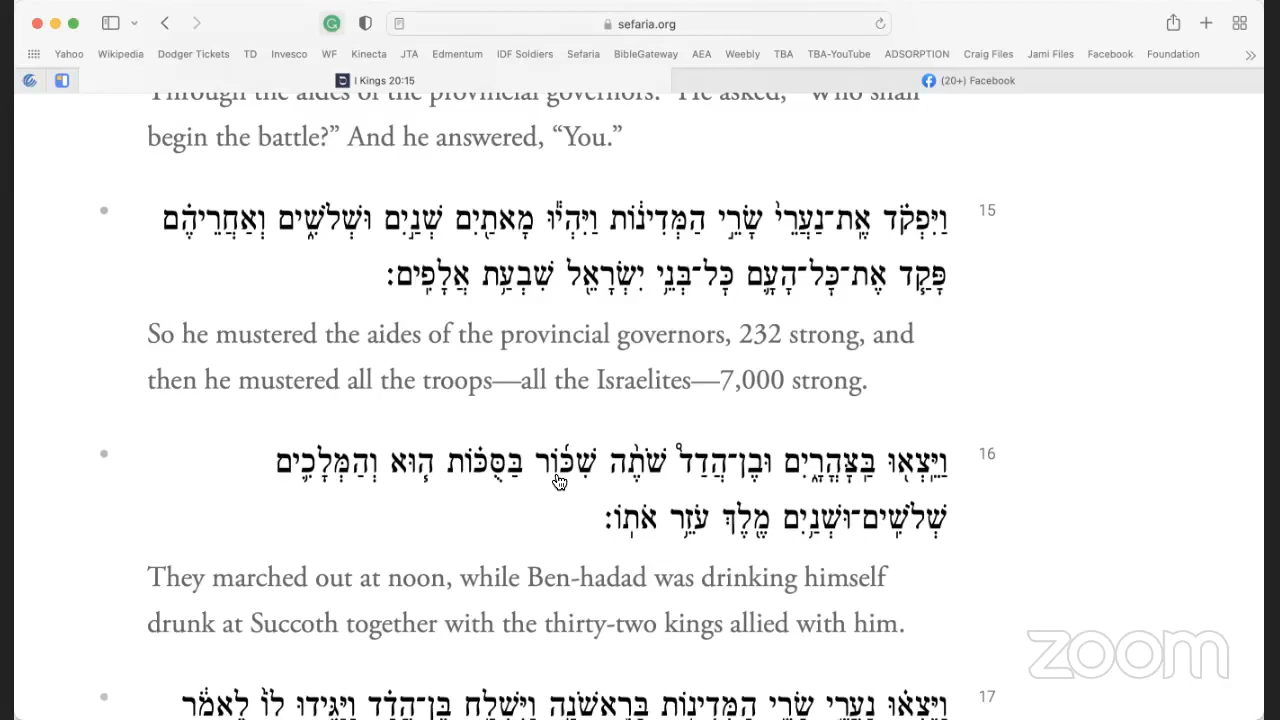 sefaria.org
Yahoo Wikipedia Dodger Tickets TD Invesco WF Kinecta JTA Edmentum IDF Soldiers Sefaria BibleGateway AEA Weebly TBA TBA-YouTube ADSORPTION Craig Files Jami Files Facebook Foundation
I Kings 20:15
(20+) Facebook
Through the aides of the provincial governors.” He asked, “Who shall
begin the battle?” And he answered, “You.”
15
וַיִּפְקֹ֗ד אֶֽת־נַעֲרֵי֙ שָׂרֵ֣י הַמְּדִינ֔וֹת וַיִּהְי֕וּ מָאתַ֖יִם שְׁנַ֣יִם וּשְׁלֹשִׁ֑ים וְאַחֲרֵיהֶ֗ם
פָּקַ֧ד אֶת־כׇּל־הָעָ֛ם כׇּל־בְּנֵ֥י יִשְׂרָאֵ֖ל שִׁבְעַ֥ת אֲלָפִֽים׃
So he mustered the aides of the provincial governors, 232 strong, and
then he mustered all the troops—all the Israelites—7,000 strong.
16
וַיֵּצְא֖וּ בַּֽצׇּהֳרָ֑יִם וּבֶן־הֲדַד֩ שֹׁתֶ֨ה שִׁכּ֜וֹר בַּסֻּכּ֗וֹת ה֧וּא וְהַמְּלָכִ֛ים
שְׁלֹשִֽׁים־וּשְׁנַ֥יִם מֶ֖לֶךְ עֹזֵ֥ר אֹתֽוֹ׃
They marched out at noon, while Ben-hadad was drinking himself
drunk at Succoth together with the thirty-two kings allied with him.
17
וַיֵּצְא֗וּ נַעֲרֵ֛י שָׂרֵ֥י הַמְּדִינ֖וֹת בָּרִאשֹׁנָ֑ה וַיִּשְׁלַ֣ח בֶּן־הֲדַ֗ד וַיַּגִּ֤ידוּ לוֹ֙ לֵאמֹ֔ר
zoom